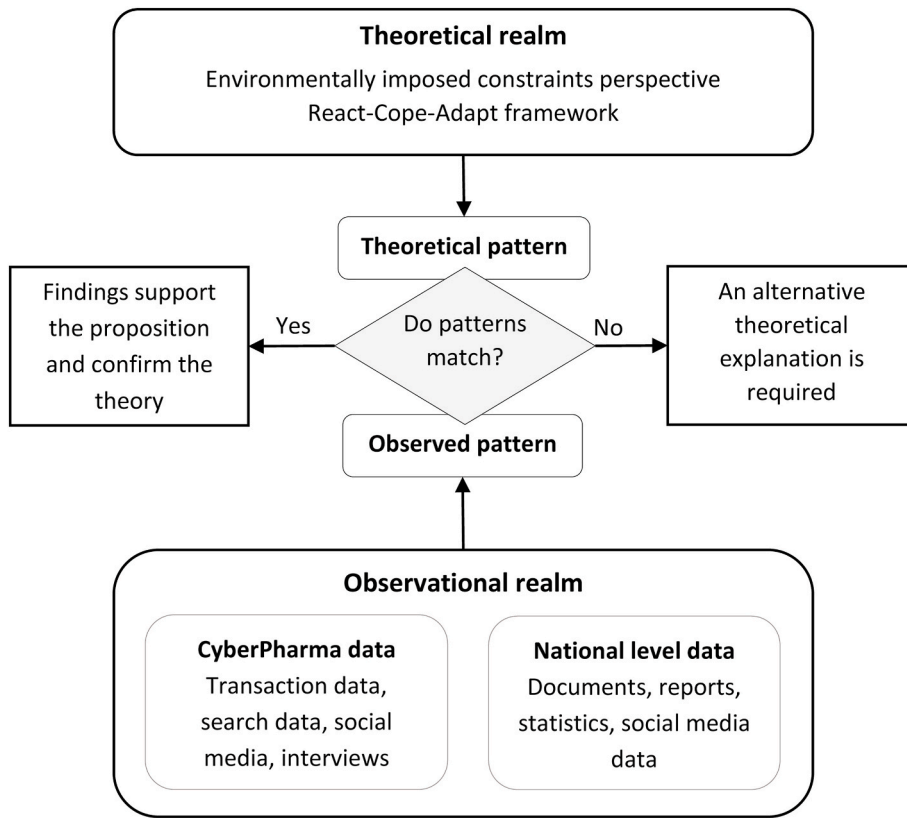 Theoretical realm
Environmentally imposed constraints perspective
React-Cope-Adapt framework
Theoretical pattern
Findings support
the proposition
and confirm the
theory
Yes
Do patterns
match?
No
An alternative
theoretical
explanation is
required
Observed pattern
Observational realm
CyberPharma data
Transaction data,
search data, social
media, interviews
National level data
Documents, reports,
statistics, social media
data